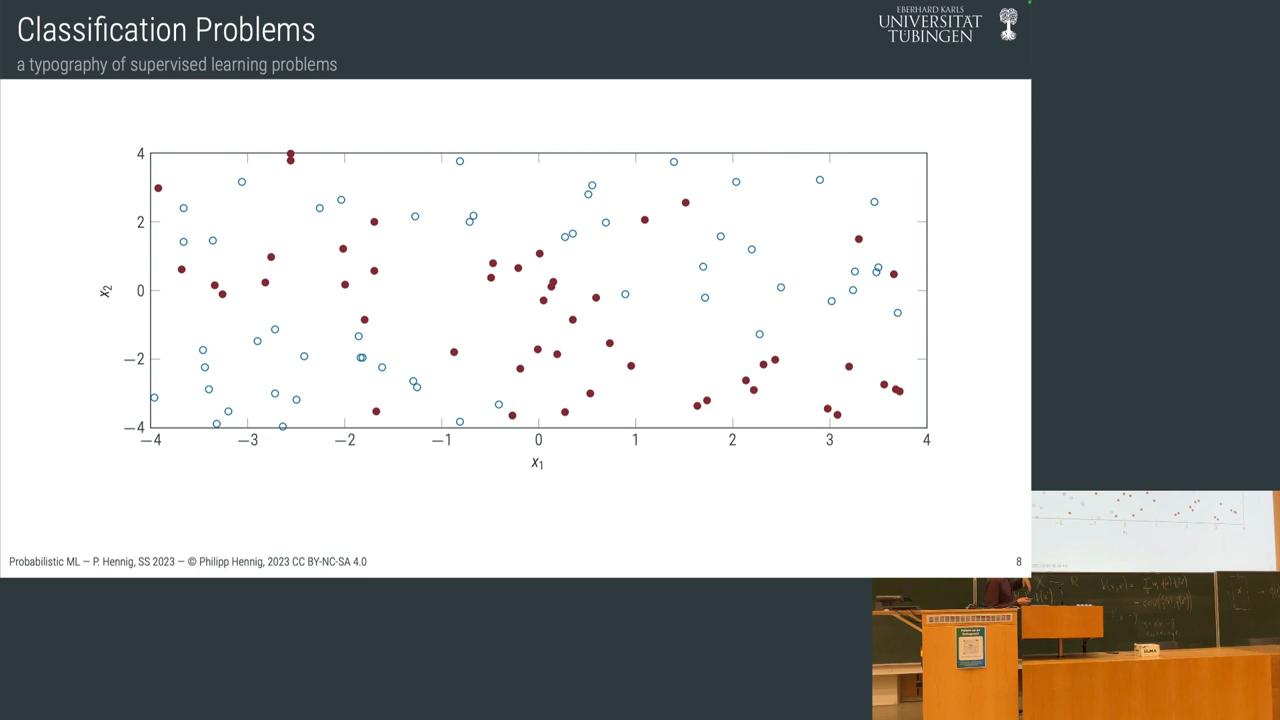 Classification Problems
a typography of supervised learning problems
EBERHARD KARLS
UNIVERSITÄT
TÜBINGEN
4
2
0
−2
−4
x2
−4
−3
−2
−1
0
1
2
3
4
x1
Probabilistic ML — P. Hennig, SS 2023 — © Philipp Hennig, 2023 CC BY-NC-SA 4.0
8